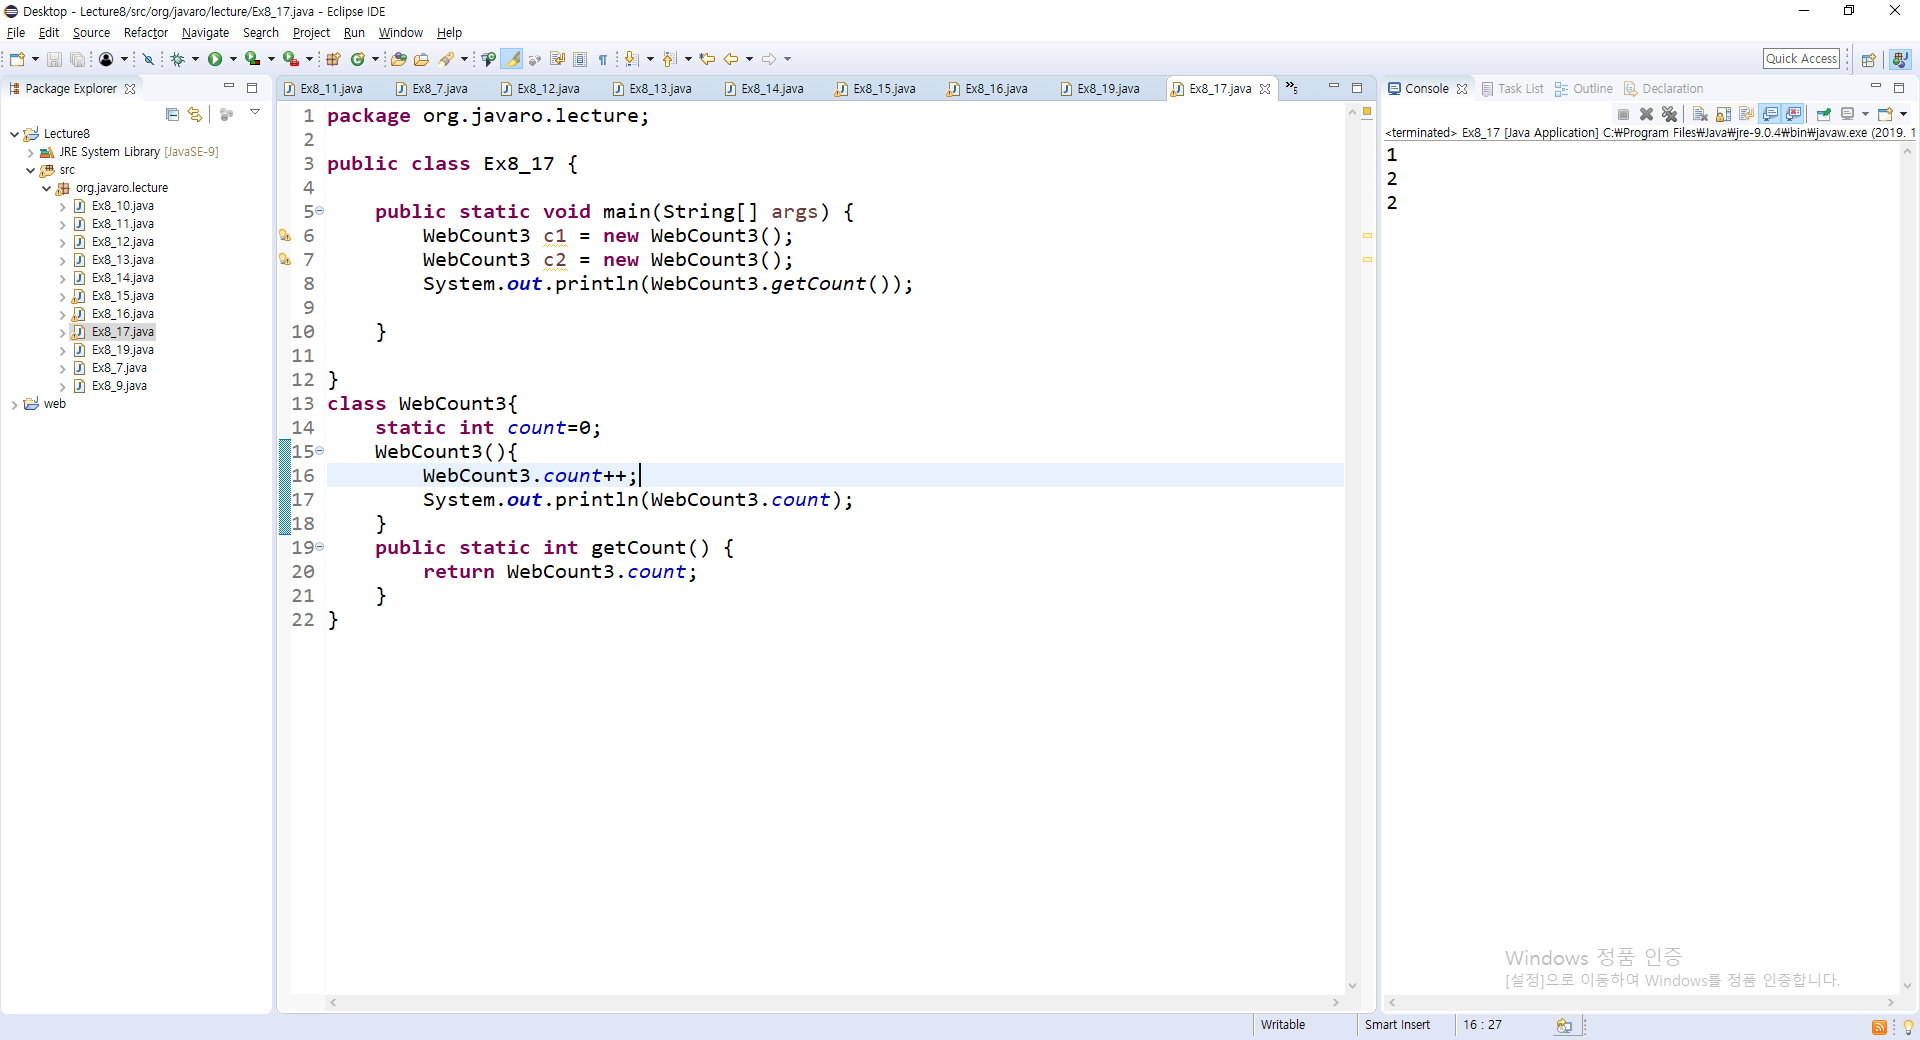 Desktop - Lecture8/src/org/javaro/lecture/Ex8_17.java - Eclipse IDE
File Edit Source Refactor Navigate Search Project Run Window Help
Quick Access
Package Explorer
Ex8_11.java Ex8_7.java Ex8_12.java Ex8_13.java Ex8_14.java Ex8_15.java Ex8_16.java Ex8_19.java Ex8_17.java »5
Console Task List Outline Declaration
Lecture8
JRE System Library [JavaSE-9]
src
org.javaro.lecture
Ex8_10.java
Ex8_11.java
Ex8_12.java
Ex8_13.java
Ex8_14.java
Ex8_15.java
Ex8_16.java
Ex8_17.java
Ex8_19.java
Ex8_7.java
Ex8_9.java
web
1 package org.javaro.lecture;
2
3 public class Ex8_17 {
4
5 public static void main(String[] args) {
6 WebCount3 c1 = new WebCount3();
7 WebCount3 c2 = new WebCount3();
8 System.out.println(WebCount3.getCount());
9
10 }
11
12 }
13 class WebCount3{
14 static int count=0;
15 WebCount3(){
16 WebCount3.count++;
17 System.out.println(WebCount3.count);
18 }
19 public static int getCount() {
20 return WebCount3.count;
21 }
22 }
<terminated> Ex8_17 [Java Application] C:₩Program Files₩Java₩jre-9.0.4₩bin₩javaw.exe (2019. 1
1
2
2
Windows 정품 인증
[설정]으로 이동하여 Windows를 정품 인증합니다.
Writable Smart Insert 16 : 27